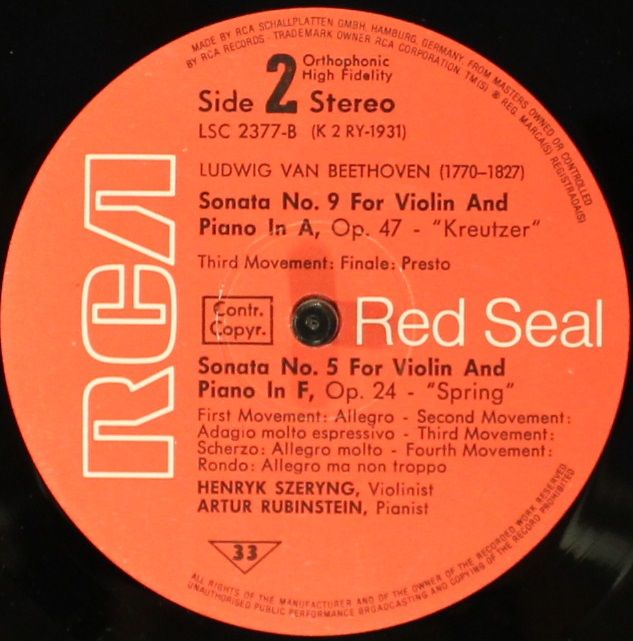 MADE BY RCA SCHALLPLATTEN GMBH, HAMBURG, GERMANY, FROM MASTERS OWNED OR CONTROLLED
BY RCA RECORDS - TRADEMARK OWNER RCA CORPORATION. TM(S) ® REG. MARCA(S) REGISTRADA(S)
Orthophonic
High Fidelity
Side 2 Stereo
LSC 2377-B (K 2 RY-1931)
LUDWIG VAN BEETHOVEN (1770–1827)
Sonata No. 9 For Violin And
Piano In A, Op. 47 - "Kreutzer"
Third Movement: Finale: Presto
RCA
Contr.
Copyr.
Red Seal
Sonata No. 5 For Violin And
Piano In F, Op. 24 - "Spring"
First Movement: Allegro - Second Movement:
Adagio molto espressivo - Third Movement:
Scherzo: Allegro molto - Fourth Movement:
Rondo: Allegro ma non troppo
HENRYK SZERYNG, Violinist
ARTUR RUBINSTEIN, Pianist
33
ALL RIGHTS OF THE MANUFACTURER AND OF THE OWNER OF THE RECORDED WORK RESERVED
UNAUTHORISED PUBLIC PERFORMANCE BROADCASTING AND COPYING OF THE RECORD PROHIBITED